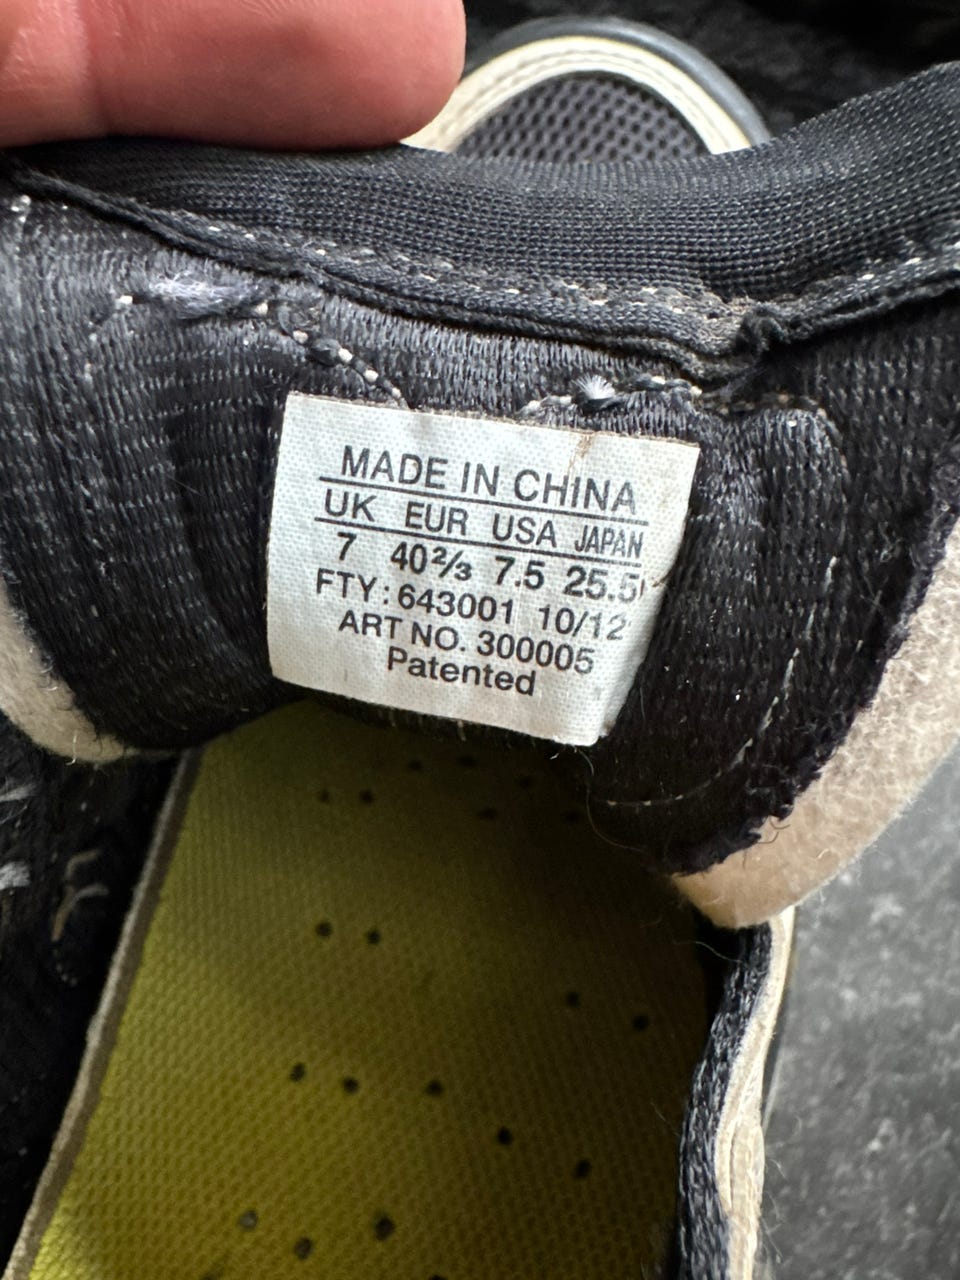 MADE IN CHINA
UK EUR USA JAPAN
7 40⅔ 7.5 25.5
FTY: 643001 10/12
ART NO. 300005
Patented